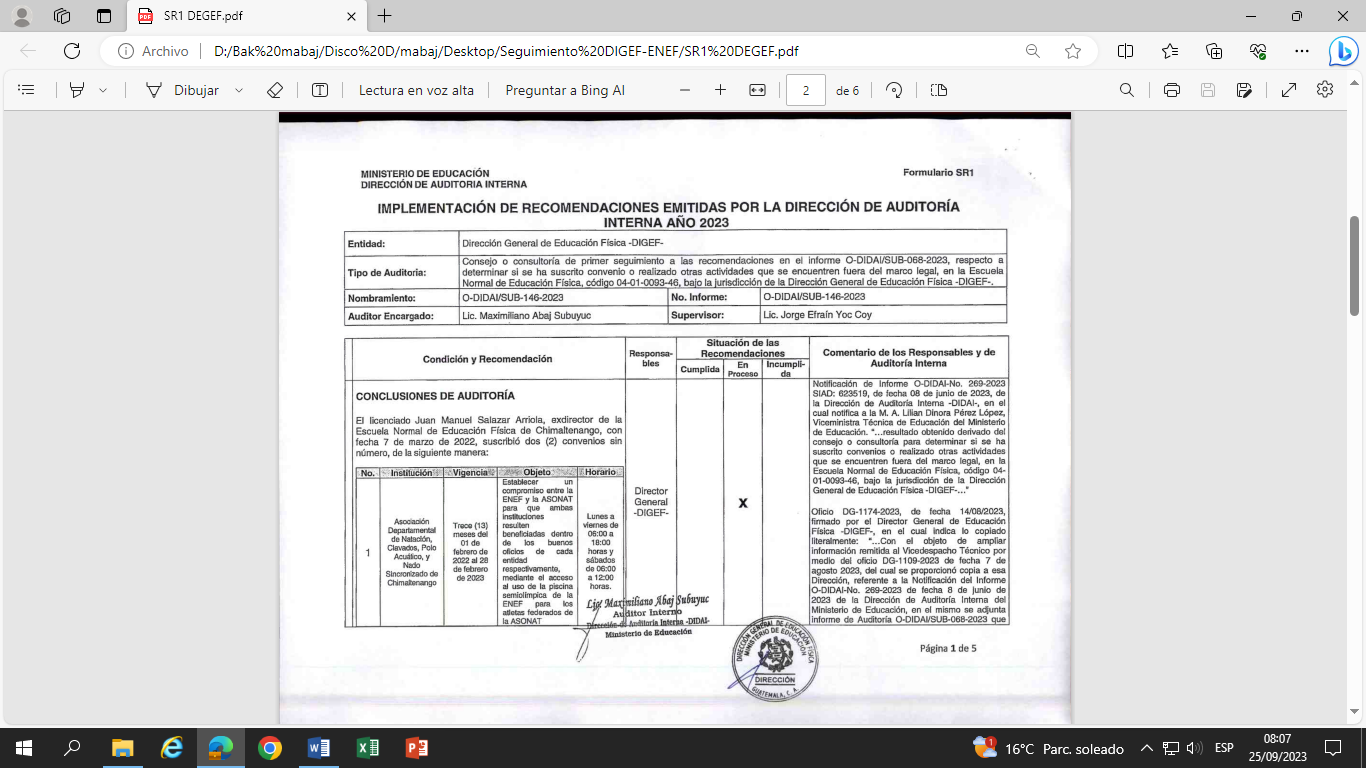 SR1 DEGEF.pdf
Archivo
D:/Bak%20mabaj/Disco%20D/mabaj/Desktop/Seguimiento%20DIGEF-ENEF/SR1%20DEGEF.pdf
Dibujar
Lectura en voz alta
Preguntar a Bing AI
2
de 6
MINISTERIO DE EDUCACIÓN
DIRECCIÓN DE AUDITORIA INTERNA
Formulario SR1
IMPLEMENTACIÓN DE RECOMENDACIONES EMITIDAS POR LA DIRECCIÓN DE AUDITORÍA
INTERNA AÑO 2023
Entidad:
Dirección General de Educación Física -DIGEF-
Tipo de Auditoria:
Consejo o consultoría de primer seguimiento a las recomendaciones en el informe O-DIDAI/SUB-068-2023, respecto a
determinar si se ha suscrito convenio o realizado otras actividades que se encuentren fuera del marco legal, en la Escuela
Normal de Educación Física, código 04-01-0093-46, bajo la jurisdicción de la Dirección General de Educación Física -DIGEF-.
Nombramiento:
O-DIDAI/SUB-146-2023
No. Informe:
O-DIDAI/SUB-146-2023
Auditor Encargado:
Lic. Maximiliano Abaj Subuyuc
Supervisor:
Lic. Jorge Efraín Yoc Coy
Condición y Recomendación
Responsa-
bles
Situación de las
Recomendaciones
Cumplida
En
Proceso
Incumpli-
da
Comentario de los Responsables y de
Auditoría Interna
CONCLUSIONES DE AUDITORÍA
El licenciado Juan Manuel Salazar Arriola, exdirector de la
Escuela Normal de Educación Física de Chimaltenango, con
fecha 7 de marzo de 2022, suscribió dos (2) convenios sin
número, de la siguiente manera:
No.
Institución
Vigencia
Objeto
Horario
1
Asociación
Departamental
de Natación,
Clavados, Polo
Acuático, y
Nado
Sincronizado de
Chimaltenango
Trece (13)
meses del
01 de
febrero de
2022 al 28
de febrero
de 2023
Establecer un
compromiso entre la
ENEF y la ASONAT
para que ambas
instituciones
resulten
beneficiadas dentro
de los buenos
oficios de cada
entidad
respectivamente,
mediante el acceso
al uso de la piscina
semiolímpica de la
ENEF para los
atletas federados de
la ASONAT
Lunes a
viernes de
06:00 a
18:00
horas y
sábados
de 06:00
a 12:00
horas.
Director
General
-DIGEF-
X
Notificación de Informe O-DIDAI-No. 269-2023
SIAD: 623519, de fecha 08 de junio de 2023, de
la Dirección de Auditoría Interna -DIDAI-, en el
cual notifica a la M. A. Lilian Dinora Pérez López,
Viceministra Técnica de Educación del Ministerio
de Educación. "...resultado obtenido derivado del
consejo o consultoría para determinar si se ha
suscrito convenios o realizado otras actividades
que se encuentren fuera del marco legal, en la
Escuela Normal de Educación Física, código 04-
01-0093-46, bajo la jurisdicción de la Dirección
General de Educación Física -DIGEF-..."
Oficio DG-1174-2023, de fecha 14/08/2023,
firmado por el Director General de Educación
Física -DIGEF-, en el cual indica lo copiado
literalmente: "...Con el objeto de ampliar
información remitida al Vicedespacho Técnico por
medio del oficio DG-1109-2023 de fecha 7 de
agosto 2023, del cual se proporcionó copia a esa
Dirección, referente a la Notificación del Informe
O-DIDAI-No. 269-2023 de fecha 8 de junio de
2023 de la Dirección de Auditoría Interna del
Ministerio de Educación, en el mismo se adjunta
informe de Auditoría O-DIDAI/SUB-068-2023 que
Lic. Maximiliano Abaj Subuyuc
Auditor Interno
Dirección de Auditoría Interna -DIDAI-
Ministerio de Educación
DIRECCIÓN GENERAL DE EDUCACIÓN FÍSICA
MINISTERIO DE EDUCACIÓN
DIRECCIÓN
GUATEMALA, C. A.
Página 1 de 5
1
16°C Parc. soleado
ESP
08:07
25/09/2023